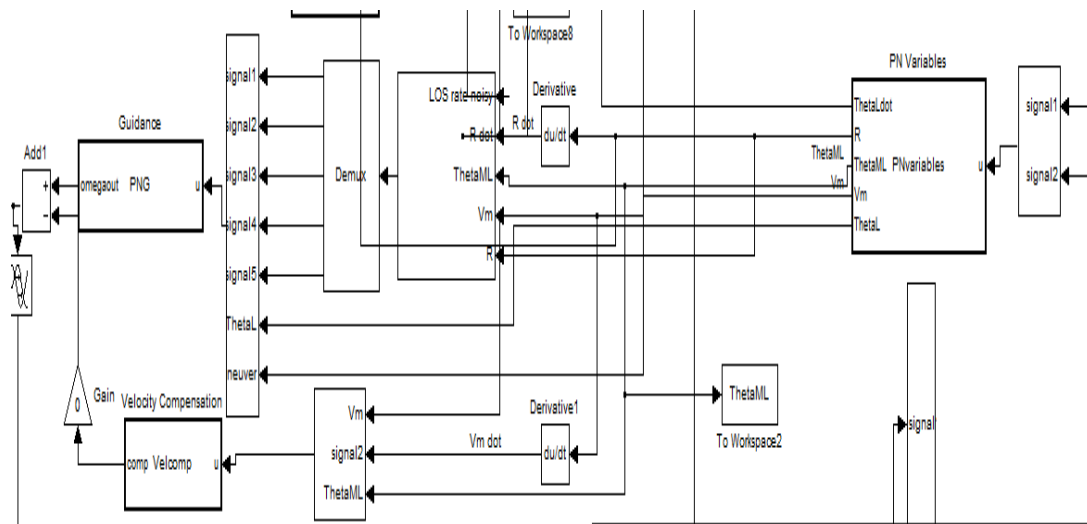 To Workspace8
PN Variables
signal1
signal2
signal3
signal4
signal5
ThetaL
neuver
Demux
LOS rate noisy
R dot
ThetaML
Vm
R
Derivative
R dot
du/dt
ThetaLdot
R
ThetaML
Vm
ThetaL
PNvariables
u
ThetaML
Vm
signal1
signal2
Guidance
omegaout
PNG
u
Add1
+
−
Gain
0
Velocity Compensation
comp
Velcomp
u
Vm
signal2
ThetaML
Vm dot
Derivative1
du/dt
ThetaML
To Workspace2
signal